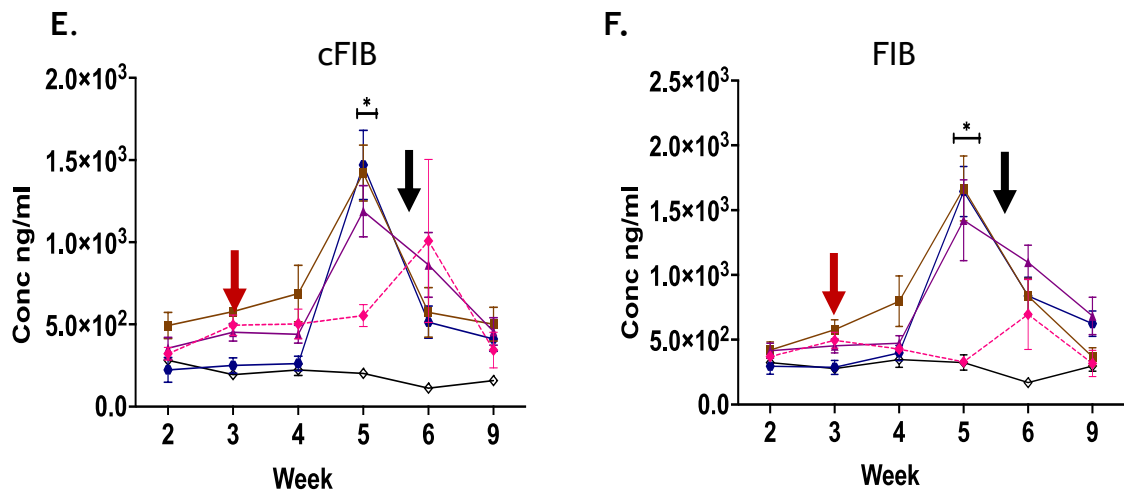 E.
cFIB
2.0×10³
1.5×10³
1.0×10³
5.0×10²
0.0
Conc ng/ml
*
2 3 4 5 6 9
Week
F.
FIB
2.5×10³
2.0×10³
1.5×10³
1.0×10³
5.0×10²
0.0
Conc ng/ml
*
2 3 4 5 6 9
Week